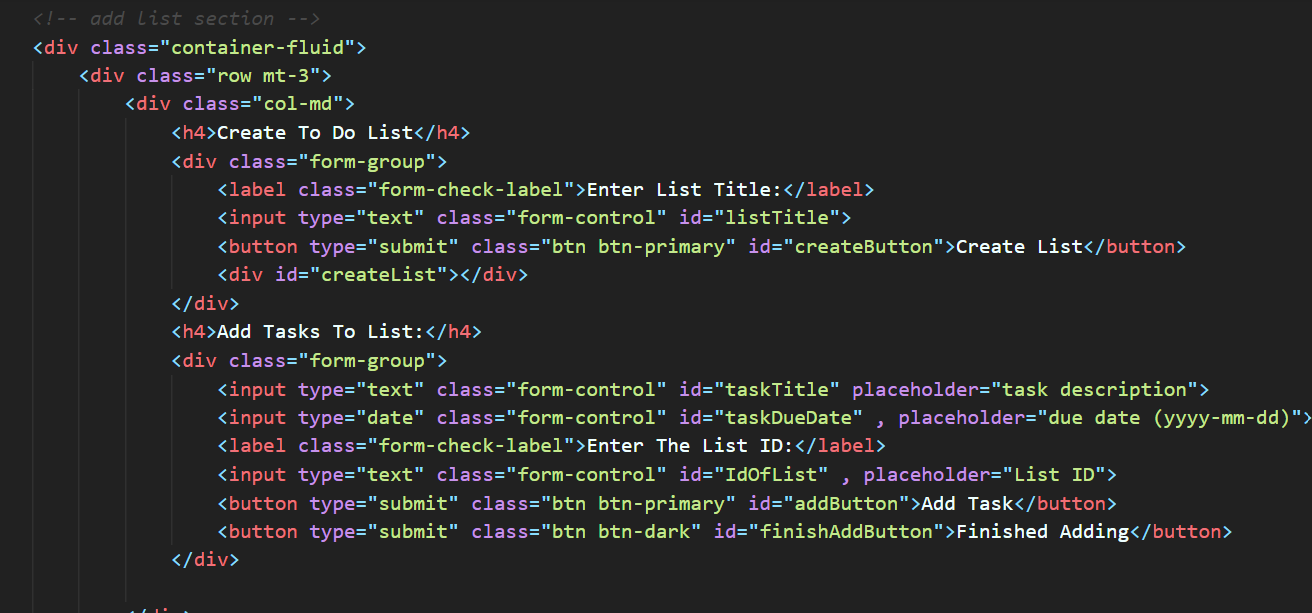 <!-- add list section -->
<div class="container-fluid">
<div class="row mt-3">
<div class="col-md">
<h4>Create To Do List</h4>
<div class="form-group">
<label class="form-check-label">Enter List Title:</label>
<input type="text" class="form-control" id="listTitle">
<button type="submit" class="btn btn-primary" id="createButton">Create List</button>
<div id="createList"></div>
</div>
<h4>Add Tasks To List:</h4>
<div class="form-group">
<input type="text" class="form-control" id="taskTitle" placeholder="task description">
<input type="date" class="form-control" id="taskDueDate" , placeholder="due date (yyyy-mm-dd)">
<label class="form-check-label">Enter The List ID:</label>
<input type="text" class="form-control" id="IdOfList" , placeholder="List ID">
<button type="submit" class="btn btn-primary" id="addButton">Add Task</button>
<button type="submit" class="btn btn-dark" id="finishAddButton">Finished Adding</button>
</div>